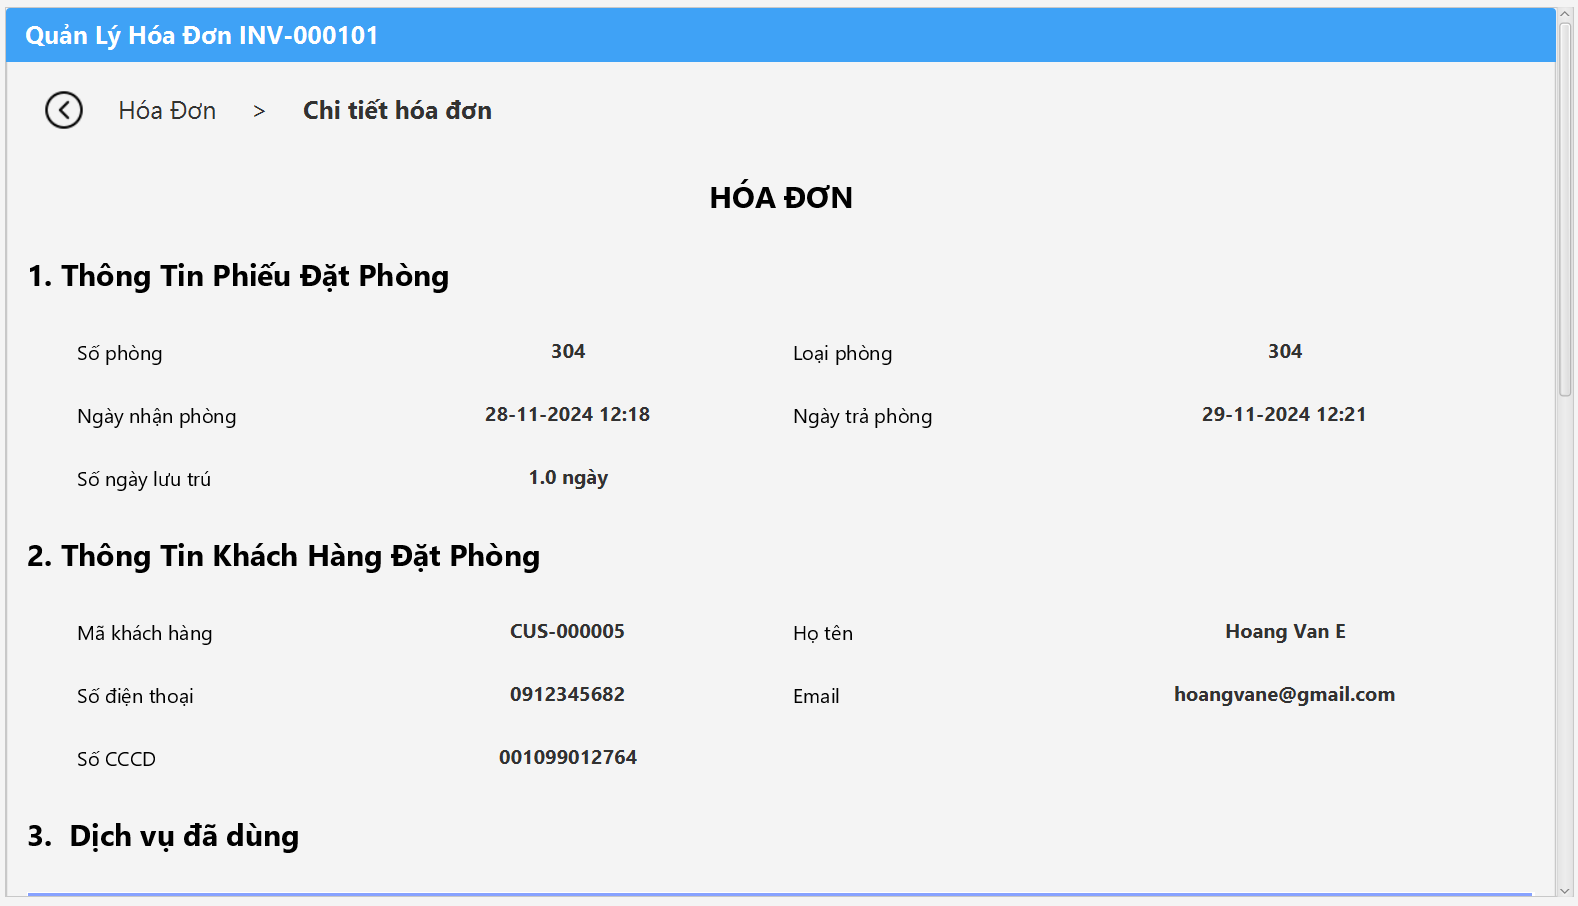 Quản Lý Hóa Đơn INV-000101
Hóa Đơn > Chi tiết hóa đơn
HÓA ĐƠN
1. Thông Tin Phiếu Đặt Phòng
Số phòng 304 Loại phòng 304
Ngày nhận phòng 28-11-2024 12:18 Ngày trả phòng 29-11-2024 12:21
Số ngày lưu trú 1.0 ngày
2. Thông Tin Khách Hàng Đặt Phòng
Mã khách hàng CUS-000005 Họ tên Hoang Van E
Số điện thoại 0912345682 Email hoangvane@gmail.com
Số CCCD 001099012764
3. Dịch vụ đã dùng